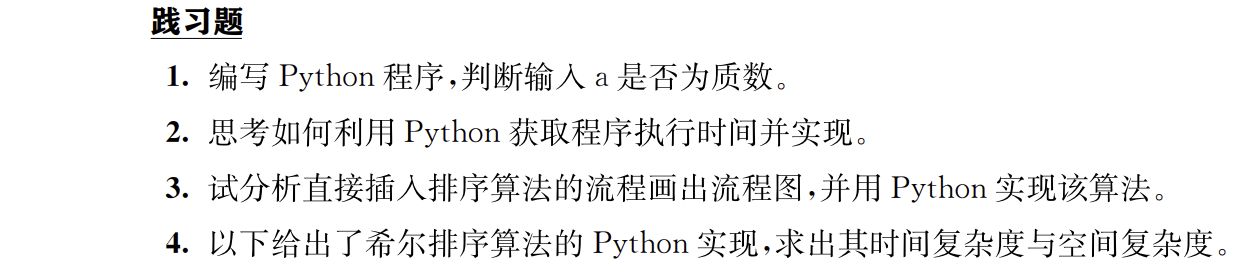 践习题
1. 编写 Python 程序,判断输入 a 是否为质数。
2. 思考如何利用 Python 获取程序执行时间并实现。
3. 试分析直接插入排序算法的流程画出流程图,并用 Python 实现该算法。
4. 以下给出了希尔排序算法的 Python 实现,求出其时间复杂度与空间复杂度。